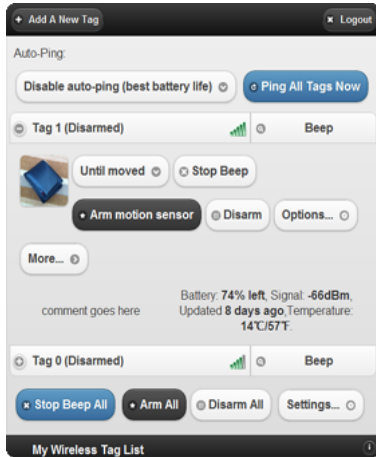 Add A New Tag Logout
Auto-Ping:
Disable auto-ping (best battery life) Ping All Tags Now
Tag 1 (Disarmed) Beep
Until moved Stop Beep
Arm motion sensor Disarm Options...
More...
comment goes here
Battery: 74% left, Signal: -66dBm,
Updated 8 days ago,Temperature:
14℃/57℉.
Tag 0 (Disarmed) Beep
Stop Beep All Arm All Disarm All Settings...
My Wireless Tag List